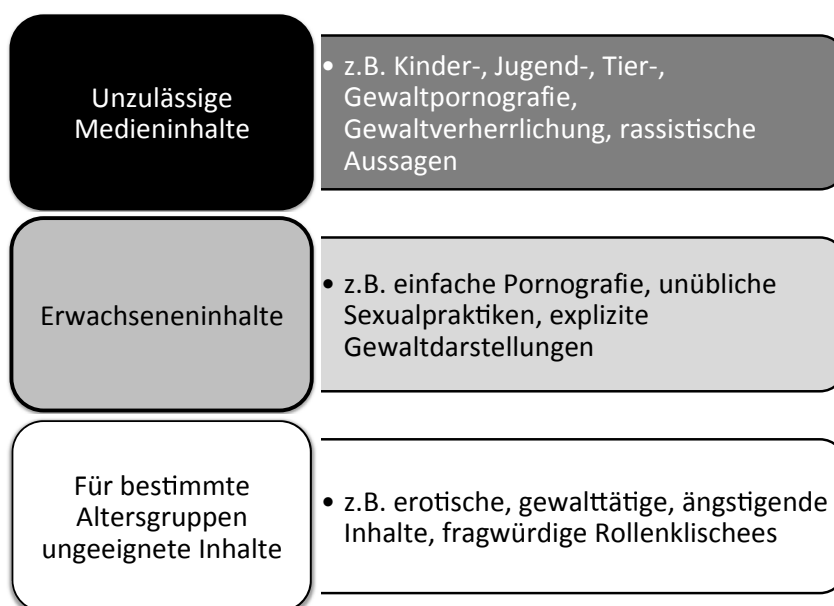 Unzulässige
Medieninhalte
• z.B. Kinder-, Jugend-, Tier-,
Gewaltpornografie,
Gewaltverherrlichung, rassistische
Aussagen
Erwachseneninhalte
• z.B. einfache Pornografie, unübliche
Sexualpraktiken, explizite
Gewaltdarstellungen
Für bestimmte
Altersgruppen
ungeeignete Inhalte
• z.B. erotische, gewalttätige, ängstigende
Inhalte, fragwürdige Rollenklischees